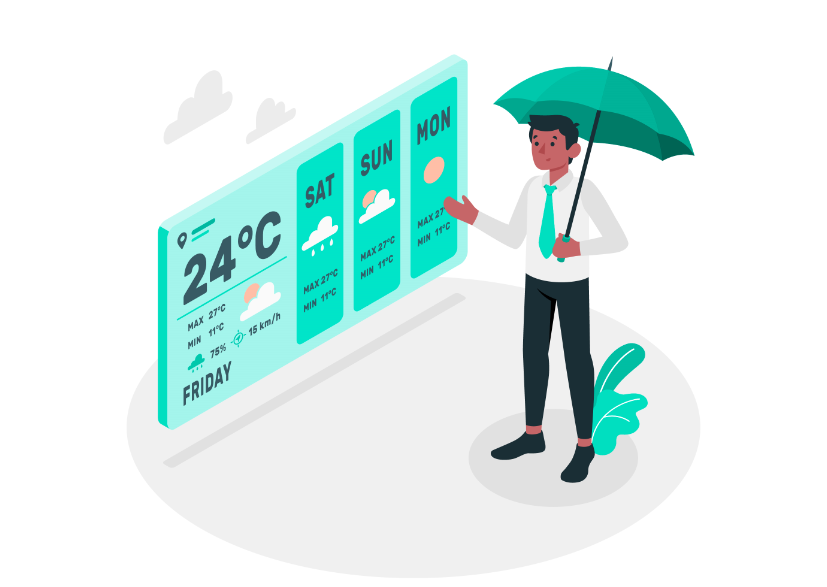 24°C
MAX 27°C
MIN 11°C
75%
15 km/h
FRIDAY
SAT
MAX 27°C
MIN 11°C
SUN
MAX 27°C
MIN 11°C
MON
MAX 27°
MIN 11°C